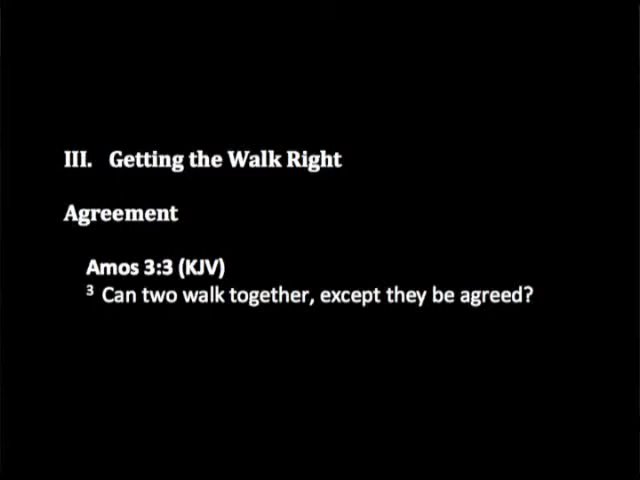 III. Getting the Walk Right
Agreement
Amos 3:3 (KJV)
3 Can two walk together, except they be agreed?